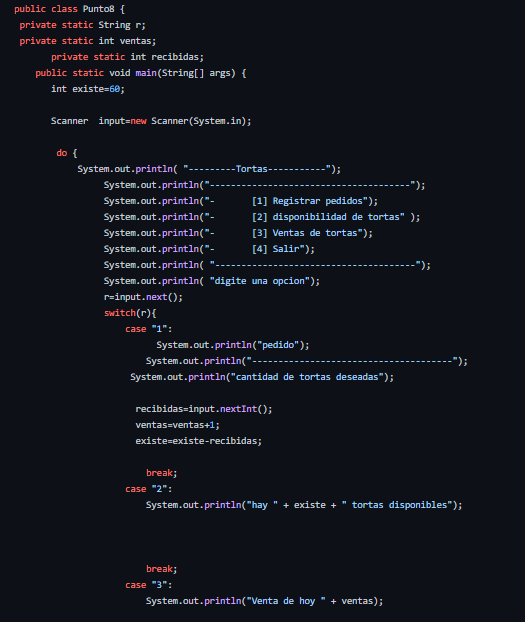 public class Punto8 {
private static String r;
private static int ventas;
private static int recibidas;
public static void main(String[] args) {
int existe=60;
Scanner  input=new Scanner(System.in);
do {
System.out.println( "---------Tortas-----------");
System.out.println("--------------------------------------");
System.out.println("-       [1] Registrar pedidos");
System.out.println("-       [2] disponibilidad de tortas" );
System.out.println("-       [3] Ventas de tortas");
System.out.println("-       [4] Salir");
System.out.println( "--------------------------------------");
System.out.println( "digite una opcion");
r=input.next();
switch(r){
case "1":
System.out.println("pedido");
System.out.println("--------------------------------------");
System.out.println("cantidad de tortas deseadas");
recibidas=input.nextInt();
ventas=ventas+1;
existe=existe-recibidas;
break;
case "2":
System.out.println("hay " + existe + " tortas disponibles");
break;
case "3":
System.out.println("Venta de hoy " + ventas);